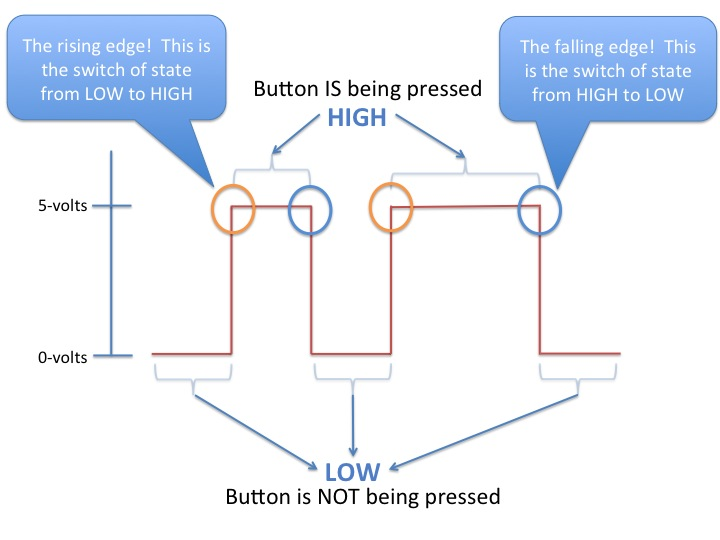 The rising edge!  This is
the switch of state
from LOW to HIGH
The falling edge!  This
is the switch of state
from HIGH to LOW
Button IS being pressed
HIGH
5-volts
0-volts
LOW
Button is NOT being pressed